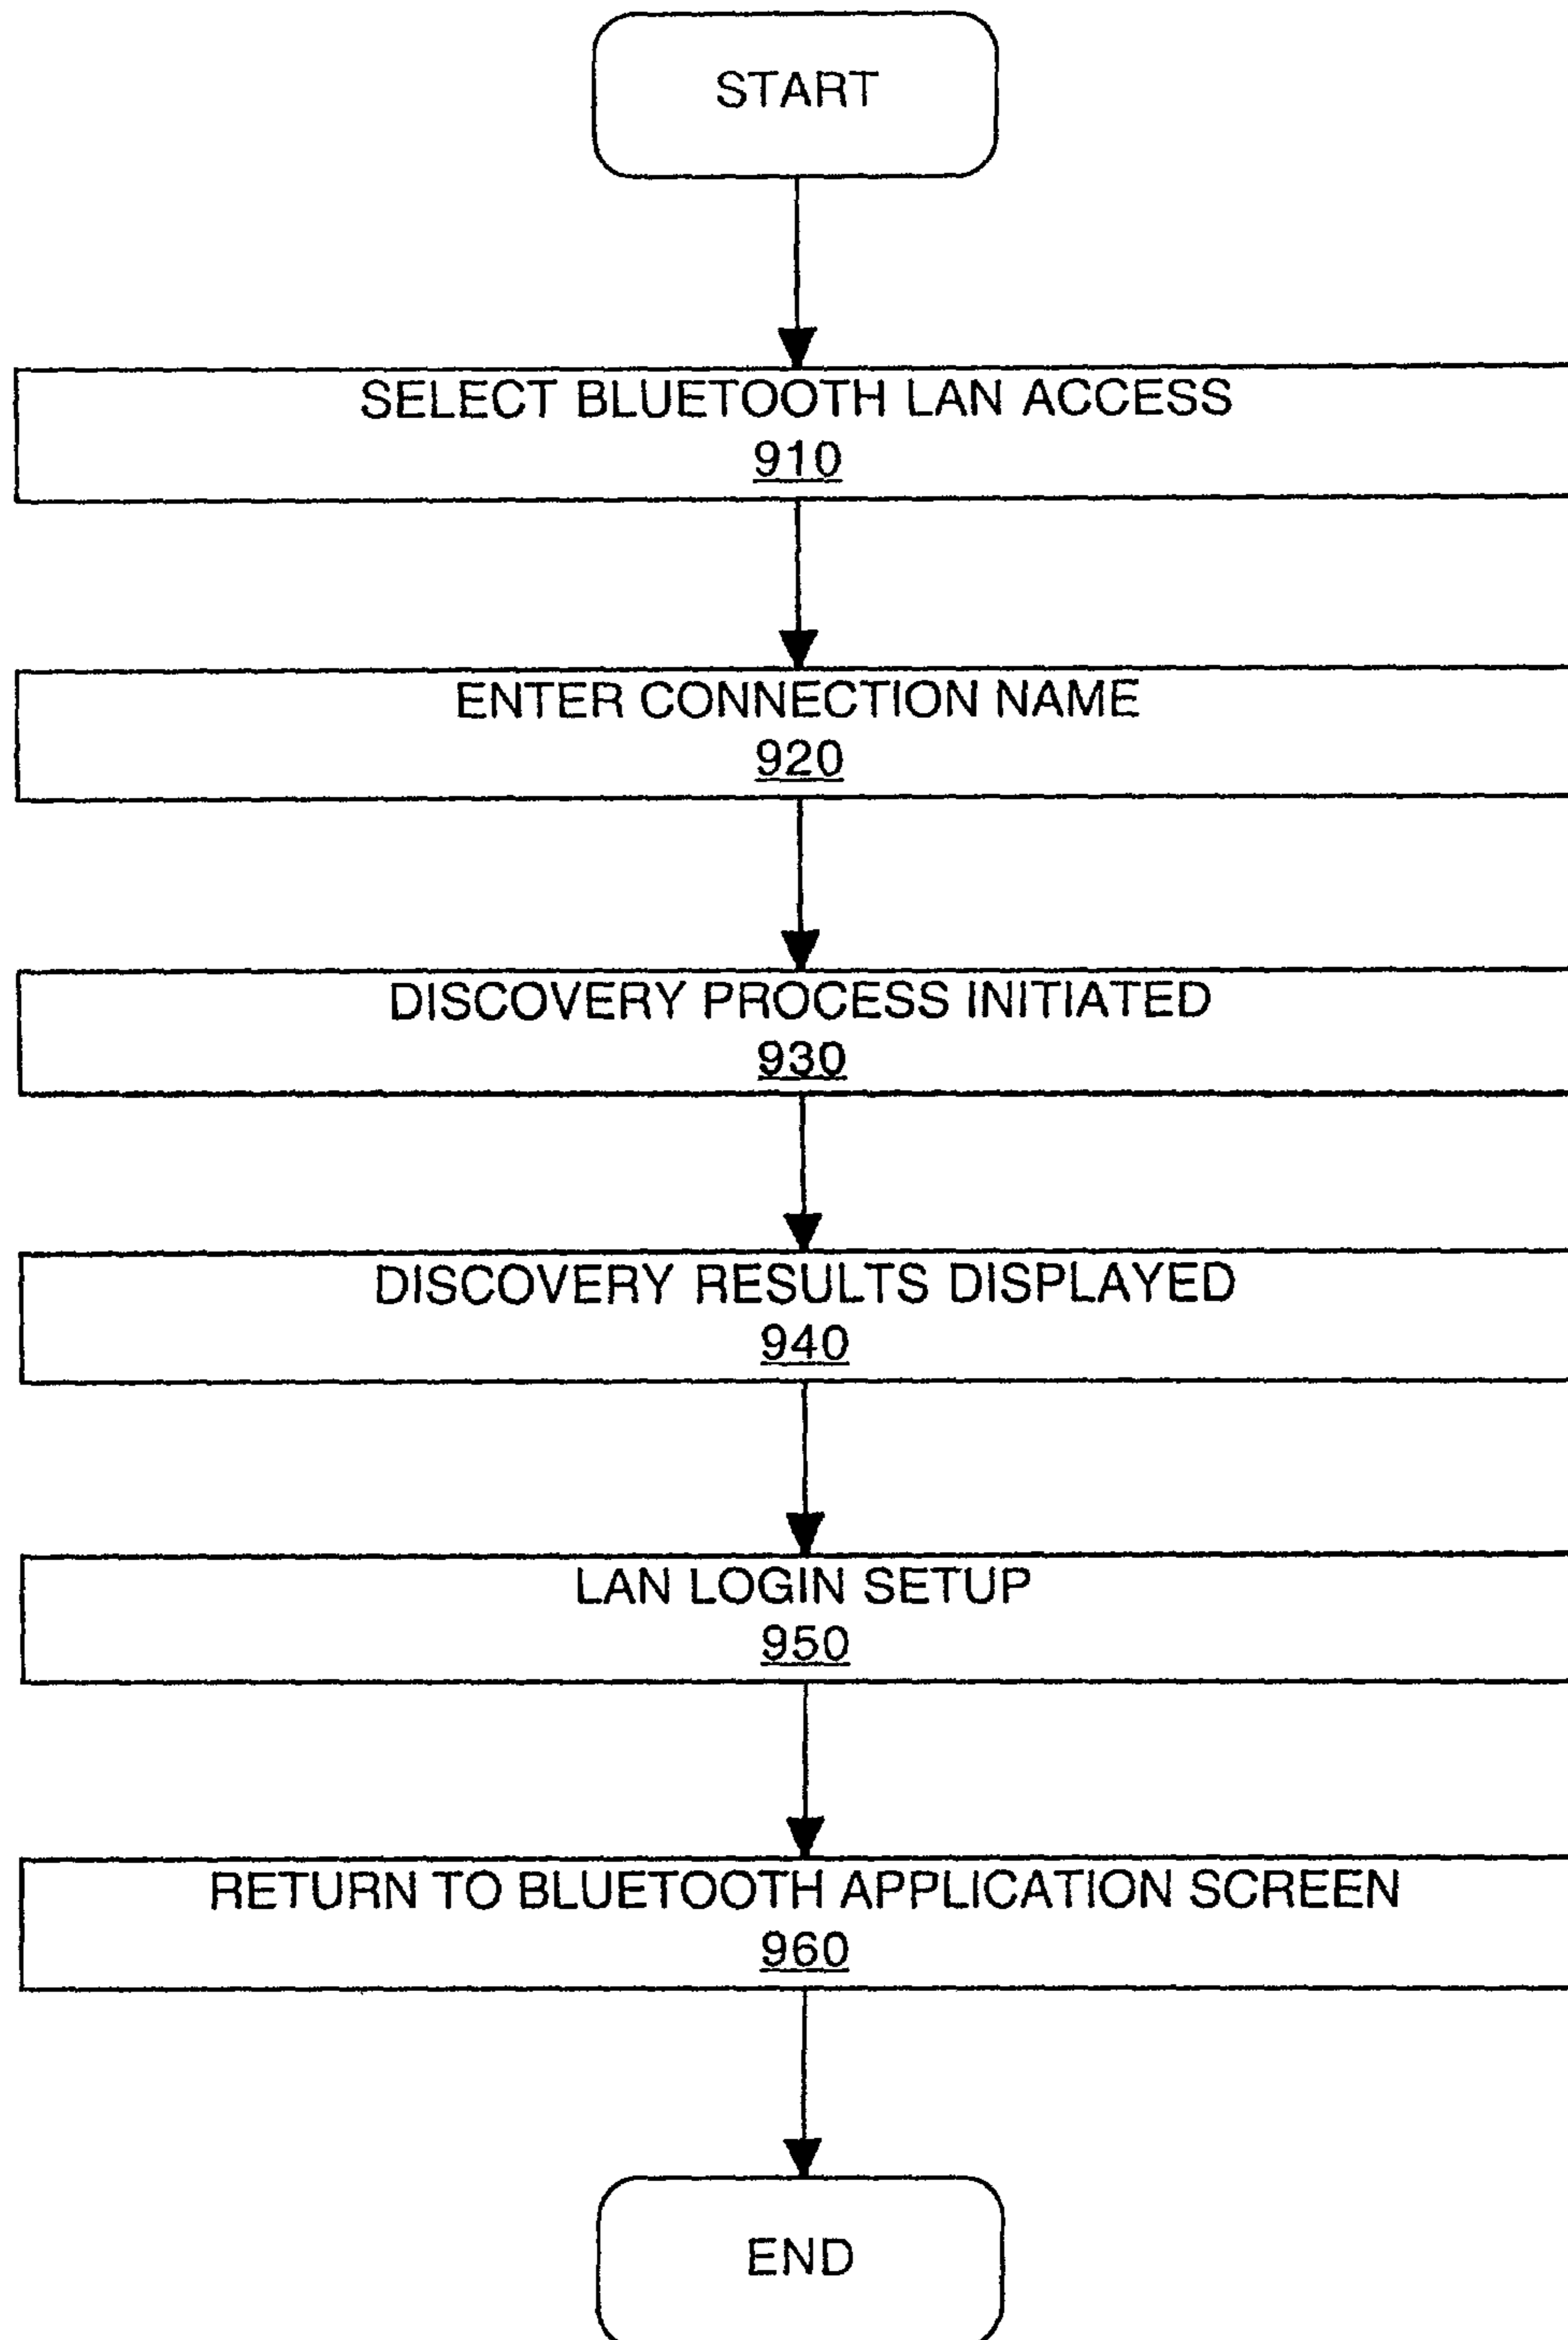 START
SELECT BLUETOOTH LAN ACCESS
910
ENTER CONNECTION NAME
920
DISCOVERY PROCESS INITIATED
930
DISCOVERY RESULTS DISPLAYED
940
LAN LOGIN SETUP
950
RETURN TO BLUETOOTH APPLICATION SCREEN
960
END